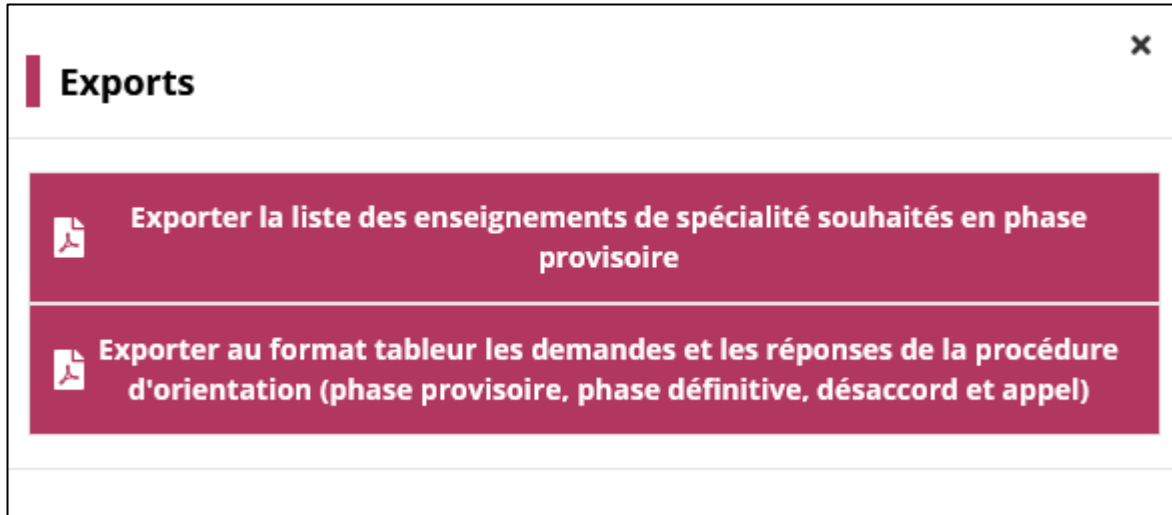 Exports
Exporter la liste des enseignements de spécialité souhaités en phase
provisoire
Exporter au format tableur les demandes et les réponses de la procédure
d'orientation (phase provisoire, phase définitive, désaccord et appel)